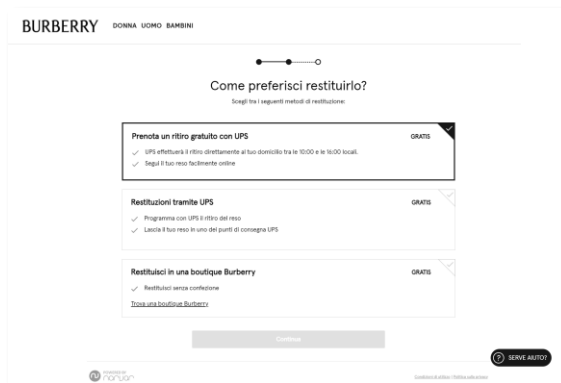 BURBERRY DONNA UOMO BAMBINI
Come preferisci restituirlo?
Scegli tra i seguenti metodi di restituzione:
Prenota un ritiro gratuito con UPS GRATIS
UPS effettuerà il ritiro direttamente al tuo domicilio tra le 10:00 e le 16:00 locali.
Segui il tuo reso facilmente online
Restituzioni tramite UPS GRATIS
Programma con UPS il ritiro del reso
Lascia il tuo reso in uno dei punti di consegna UPS
Restituisci in una boutique Burberry GRATIS
Restituisci senza confezione
Trova una boutique Burberry
Continua
SERVE AIUTO?
POWERED BY
narvar